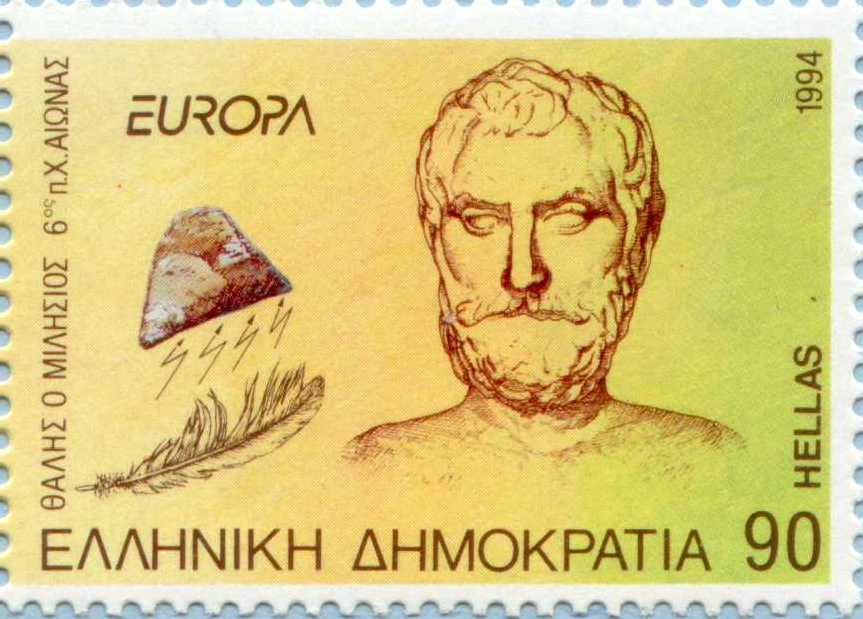 ΘΑΛΗΣ Ο ΜΙΛΗΣΙΟΣ 6ος π.Χ. ΑΙΩΝΑΣ
EUROPA
1994
HELLAS
ΕΛΛΗΝΙΚΗ ΔΗΜΟΚΡΑΤΙΑ 90